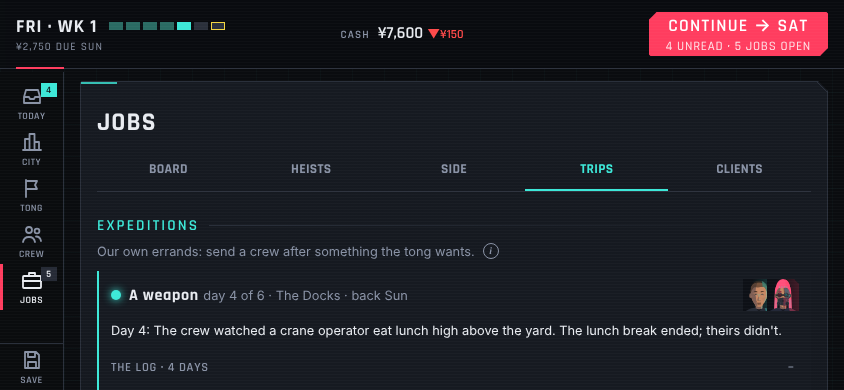 FRI · WK 1
¥2,750 DUE SUN
CASH ¥7,600 ▼¥150
CONTINUE → SAT
4 UNREAD · 5 JOBS OPEN
4
TODAY
CITY
TONG
CREW
5
JOBS
SAVE
JOBS
BOARD HEISTS SIDE TRIPS CLIENTS
EXPEDITIONS
Our own errands: send a crew after something the tong wants. i
A weapon day 4 of 6 · The Docks · back Sun
Day 4: The crew watched a crane operator eat lunch high above the yard. The lunch break ended; theirs didn't.
THE LOG · 4 DAYS –